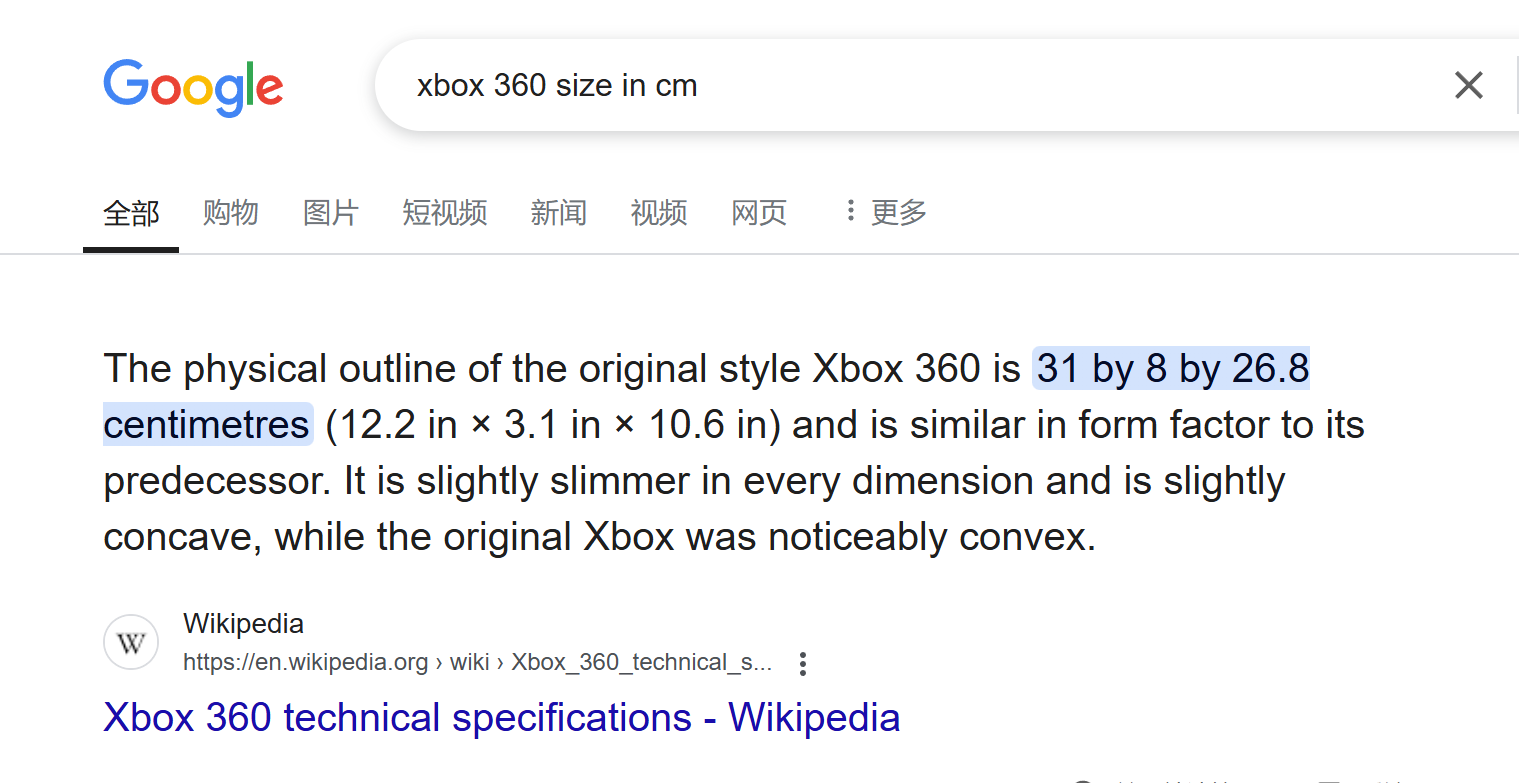 Google
xbox 360 size in cm
全部 购物 图片 短视频 新闻 视频 网页 更多
The physical outline of the original style Xbox 360 is 31 by 8 by 26.8
centimetres (12.2 in × 3.1 in × 10.6 in) and is similar in form factor to its
predecessor. It is slightly slimmer in every dimension and is slightly
concave, while the original Xbox was noticeably convex.
W
Wikipedia
https://en.wikipedia.org › wiki › Xbox_360_technical_s...
Xbox 360 technical specifications - Wikipedia